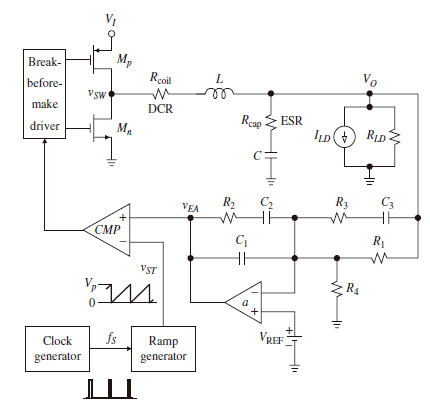 V_I
Break-
before-
make
driver
M_p
M_n
v_SW
R_coil
DCR
L
V_O
R_cap
ESR
C
I_LD
R_LD
v_EA
R_2
C_2
R_3
C_3
C_1
R_1
R_4
CMP
+
−
v_ST
V_p
0
a
−
+
V_REF
+
−
Clock
generator
f_S
Ramp
generator